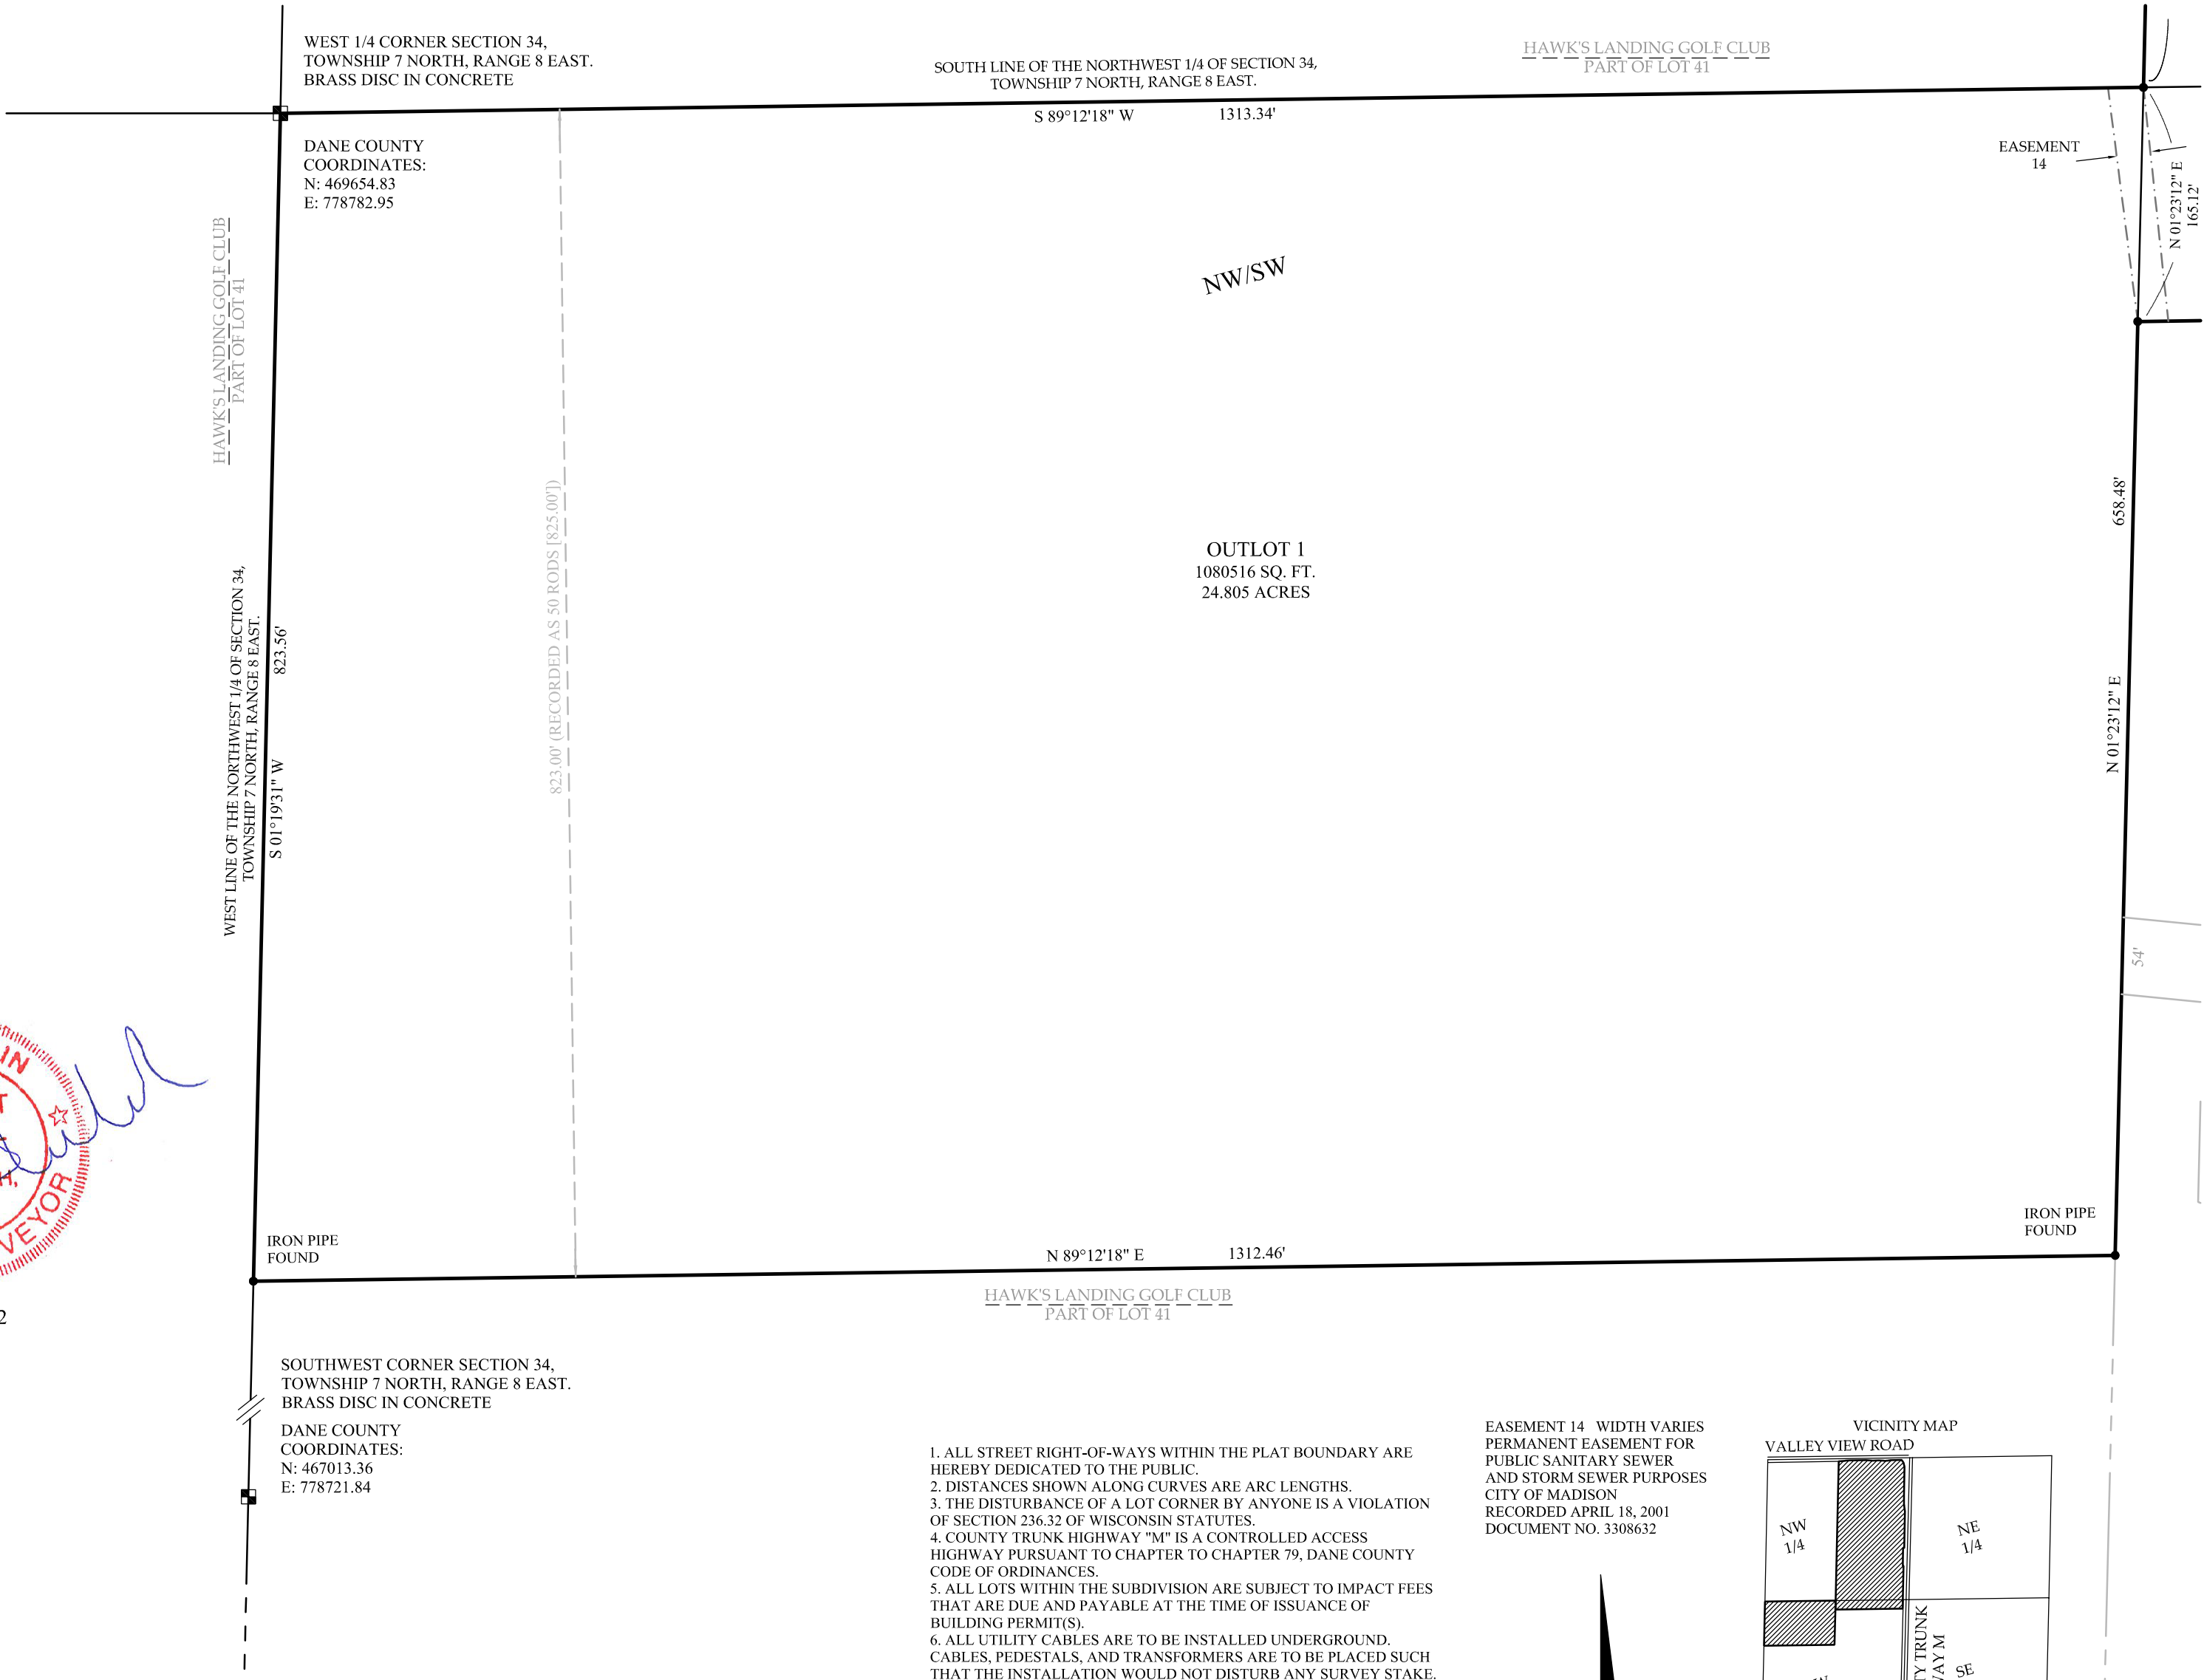 WEST 1/4 CORNER SECTION 34,
TOWNSHIP 7 NORTH, RANGE 8 EAST.
BRASS DISC IN CONCRETE
SOUTH LINE OF THE NORTHWEST 1/4 OF SECTION 34,
TOWNSHIP 7 NORTH, RANGE 8 EAST.
HAWK'S LANDING GOLF CLUB
PART OF LOT 41
S 89°12'18" W 1313.34'
DANE COUNTY
COORDINATES:
N: 469654.83
E: 778782.95
EASEMENT
14
N 01°23'12" E
165.12'
HAWK'S LANDING GOLF CLUB
PART OF LOT 41
NW/SW
823.00' (RECORDED AS 50 RODS [825.00'])
658.48'
N 01°23'12" E
OUTLOT 1
1080516 SQ. FT.
24.805 ACRES
WEST LINE OF THE NORTHWEST 1/4 OF SECTION 34,
TOWNSHIP 7 NORTH, RANGE 8 EAST.
S 01°19'31" W 823.56'
54'
IN
VEYOR
2
IRON PIPE
FOUND
IRON PIPE
FOUND
N 89°12'18" E 1312.46'
HAWK'S LANDING GOLF CLUB
PART OF LOT 41
SOUTHWEST CORNER SECTION 34,
TOWNSHIP 7 NORTH, RANGE 8 EAST.
BRASS DISC IN CONCRETE
DANE COUNTY
COORDINATES:
N: 467013.36
E: 778721.84
1. ALL STREET RIGHT-OF-WAYS WITHIN THE PLAT BOUNDARY ARE
HEREBY DEDICATED TO THE PUBLIC.
2. DISTANCES SHOWN ALONG CURVES ARE ARC LENGTHS.
3. THE DISTURBANCE OF A LOT CORNER BY ANYONE IS A VIOLATION
OF SECTION 236.32 OF WISCONSIN STATUTES.
4. COUNTY TRUNK HIGHWAY "M" IS A CONTROLLED ACCESS
HIGHWAY PURSUANT TO CHAPTER TO CHAPTER 79, DANE COUNTY
CODE OF ORDINANCES.
5. ALL LOTS WITHIN THE SUBDIVISION ARE SUBJECT TO IMPACT FEES
THAT ARE DUE AND PAYABLE AT THE TIME OF ISSUANCE OF
BUILDING PERMIT(S).
6. ALL UTILITY CABLES ARE TO BE INSTALLED UNDERGROUND.
CABLES, PEDESTALS, AND TRANSFORMERS ARE TO BE PLACED SUCH
THAT THE INSTALLATION WOULD NOT DISTURB ANY SURVEY STAKE.
EASEMENT 14 WIDTH VARIES
PERMANENT EASEMENT FOR
PUBLIC SANITARY SEWER
AND STORM SEWER PURPOSES
CITY OF MADISON
RECORDED APRIL 18, 2001
DOCUMENT NO. 3308632
VICINITY MAP
VALLEY VIEW ROAD
NW
1/4
NE
1/4
TY TRUNK
WAY M
SE